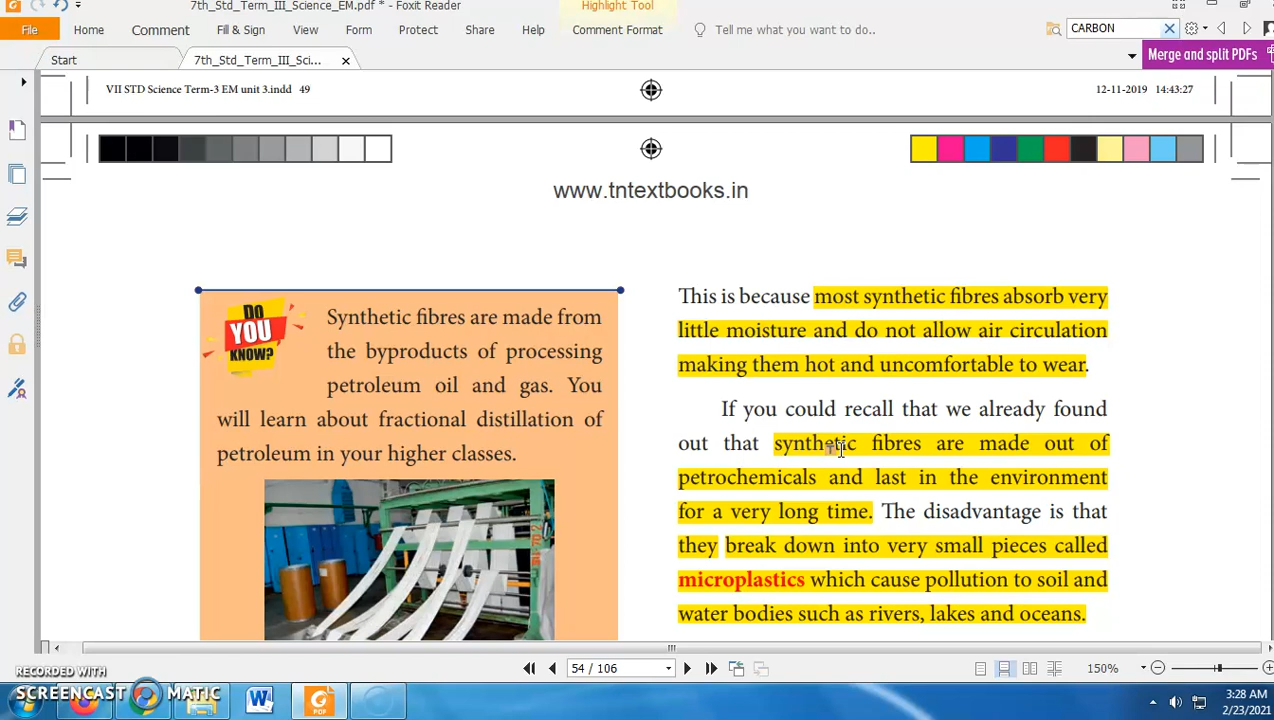 7th_Std_Term_III_Science_EM.pdf * - Foxit Reader
Highlight Tool
File
Home
Comment
Fill & Sign
View
Form
Protect
Share
Help
Comment Format
Tell me what you want to do..
CARBON
Start
7th_Std_Term_III_Sci...
Merge and split PDFs
VII STD Science Term-3 EM unit 3.indd 49
12-11-2019 14:43:27
www.tntextbooks.in
DO
YOU
KNOW?
Synthetic fibres are made from
the byproducts of processing
petroleum oil and gas. You
will learn about fractional distillation of
petroleum in your higher classes.
This is because most synthetic fibres absorb very
little moisture and do not allow air circulation
making them hot and uncomfortable to wear.
If you could recall that we already found
out that synthetic fibres are made out of
petrochemicals and last in the environment
for a very long time. The disadvantage is that
they break down into very small pieces called
microplastics which cause pollution to soil and
water bodies such as rivers, lakes and oceans.
54 / 106
150%
RECORDED WITH
SCREENCAST MATIC
3:28 AM
2/23/2021